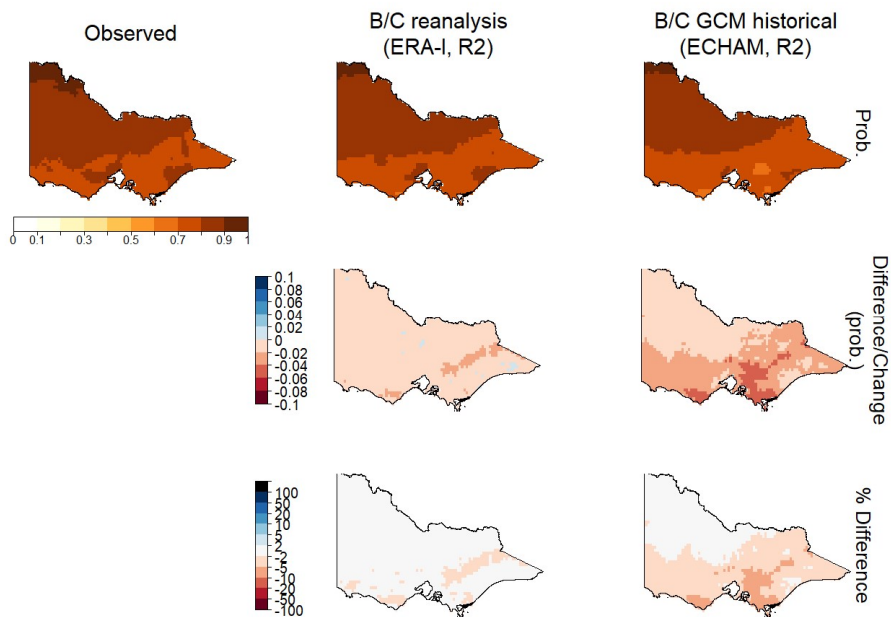 Observed
B/C reanalysis
(ERA-I, R2)
B/C GCM historical
(ECHAM, R2)
Prob.
0 0.1 0.3 0.5 0.7 0.9 1
Difference/Change
(prob.)
0.1
0.08
0.06
0.04
0.02
0
-0.02
-0.04
-0.06
-0.08
-0.1
% Difference
100
50
20
10
5
2
-2
-5
-10
-20
-50
-100